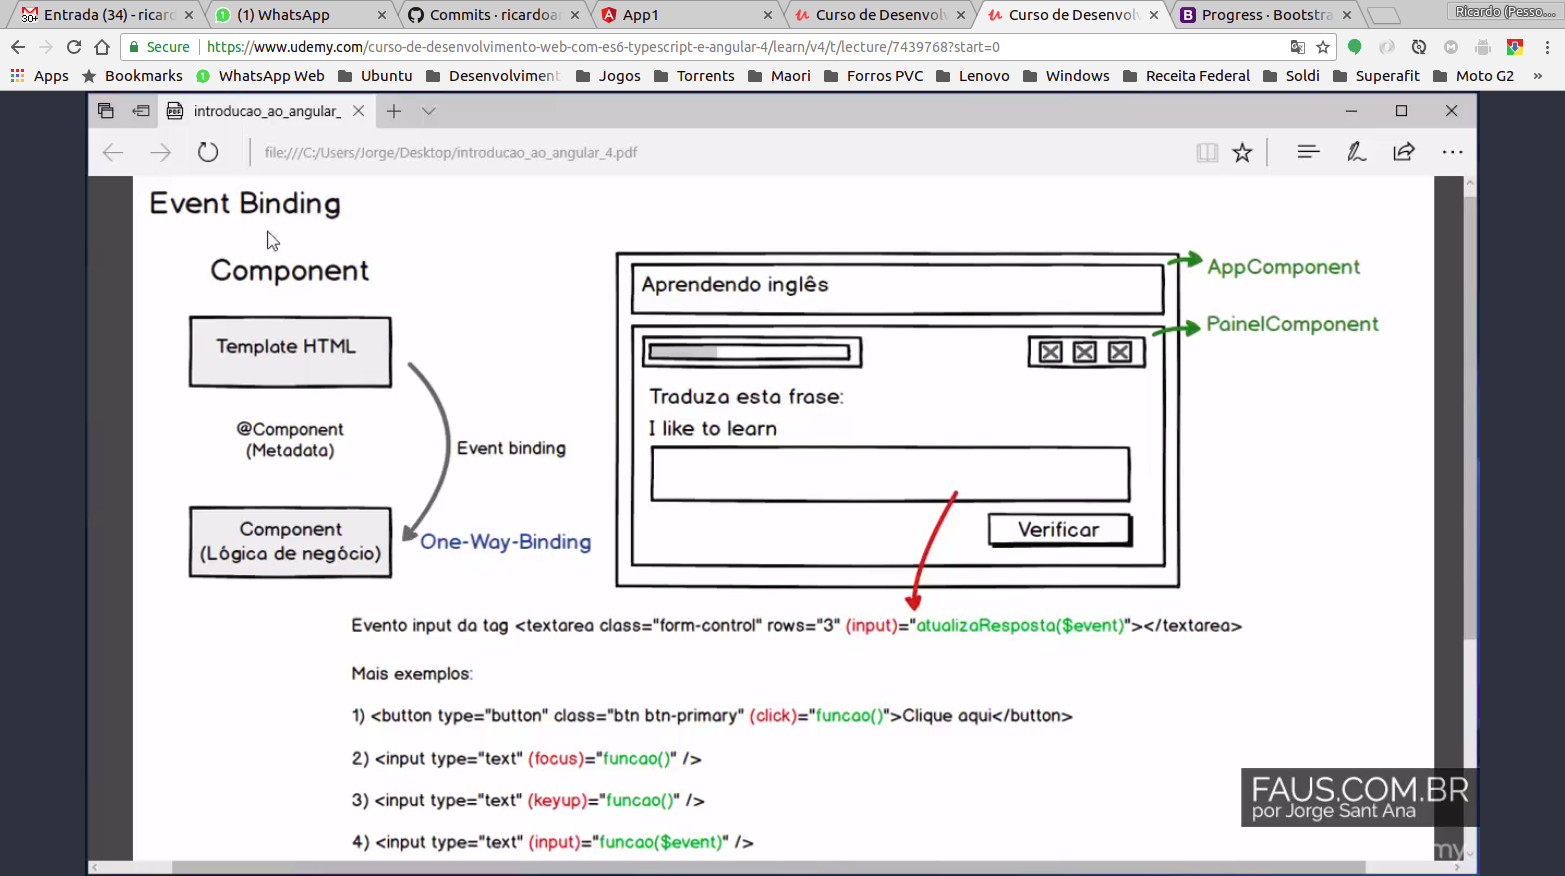 Entrada (34) - ricard
(1) WhatsApp
Commits · ricardoar
App1
Curso de Desenvolv
Curso de Desenvolv
Progress · Bootstra
Ricardo (Pesso...
Secure
https://www.udemy.com/curso-de-desenvolvimento-web-com-es6-typescript-e-angular-4/learn/v4/t/lecture/7439768?start=0
Apps
Bookmarks
WhatsApp Web
Ubuntu
Desenvolviment
Jogos
Torrents
Maori
Forros PVC
Lenovo
Windows
Receita Federal
Soldi
Superafit
Moto G2
»
introducao_ao_angular_
file:///C:/Users/Jorge/Desktop/introducao_ao_angular_4.pdf
Event Binding
Component
Template HTML
@Component
(Metadata)
Event binding
Component
(Lógica de negócio)
One-Way-Binding
Aprendendo inglês
AppComponent
PainelComponent
Traduza esta frase:
I like to learn
Verificar
Evento input da tag <textarea class="form-control" rows="3" (input)="atualizaResposta($event)"></textarea>
Mais exemplos:
1) <button type="button" class="btn btn-primary" (click)="funcao()">Clique aqui</button>
2) <input type="text" (focus)="funcao()" />
3) <input type="text" (keyup)="funcao()" />
4) <input type="text" (input)="funcao($event)" />
FAUS.COM.BR
por Jorge Sant Ana
my